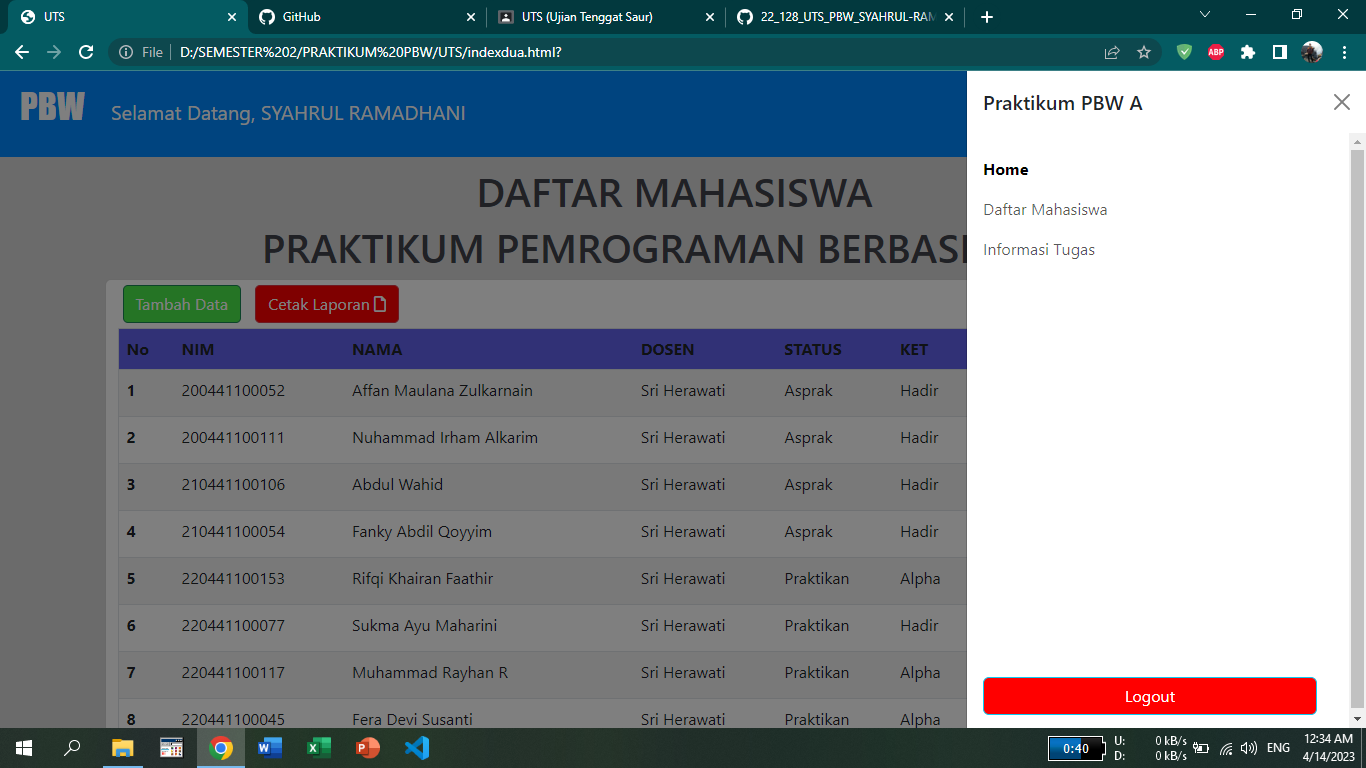 UTS
GitHub
UTS (Ujian Tenggat Saur)
22_128_UTS_PBW_SYAHRUL-RAM
File
D:/SEMESTER%202/PRAKTIKUM%20PBW/UTS/indexdua.html?
ABP
PBW
Selamat Datang, SYAHRUL RAMADHANI
Praktikum PBW A
Home
Daftar Mahasiswa
Informasi Tugas
Logout
DAFTAR MAHASISWA
PRAKTIKUM PEMROGRAMAN BERBASI
Tambah Data Cetak Laporan
No NIM NAMA DOSEN STATUS KET
1 200441100052 Affan Maulana Zulkarnain Sri Herawati Asprak Hadir
2 200441100111 Nuhammad Irham Alkarim Sri Herawati Asprak Hadir
3 210441100106 Abdul Wahid Sri Herawati Asprak Hadir
4 210441100054 Fanky Abdil Qoyyim Sri Herawati Asprak Hadir
5 220441100153 Rifqi Khairan Faathir Sri Herawati Praktikan Alpha
6 220441100077 Sukma Ayu Maharini Sri Herawati Praktikan Hadir
7 220441100117 Muhammad Rayhan R Sri Herawati Praktikan Alpha
8 220441100045 Fera Devi Susanti Sri Herawati Praktikan Alpha
0:40
U: 0 kB/s
D: 0 kB/s
ENG
12:34 AM
4/14/2023